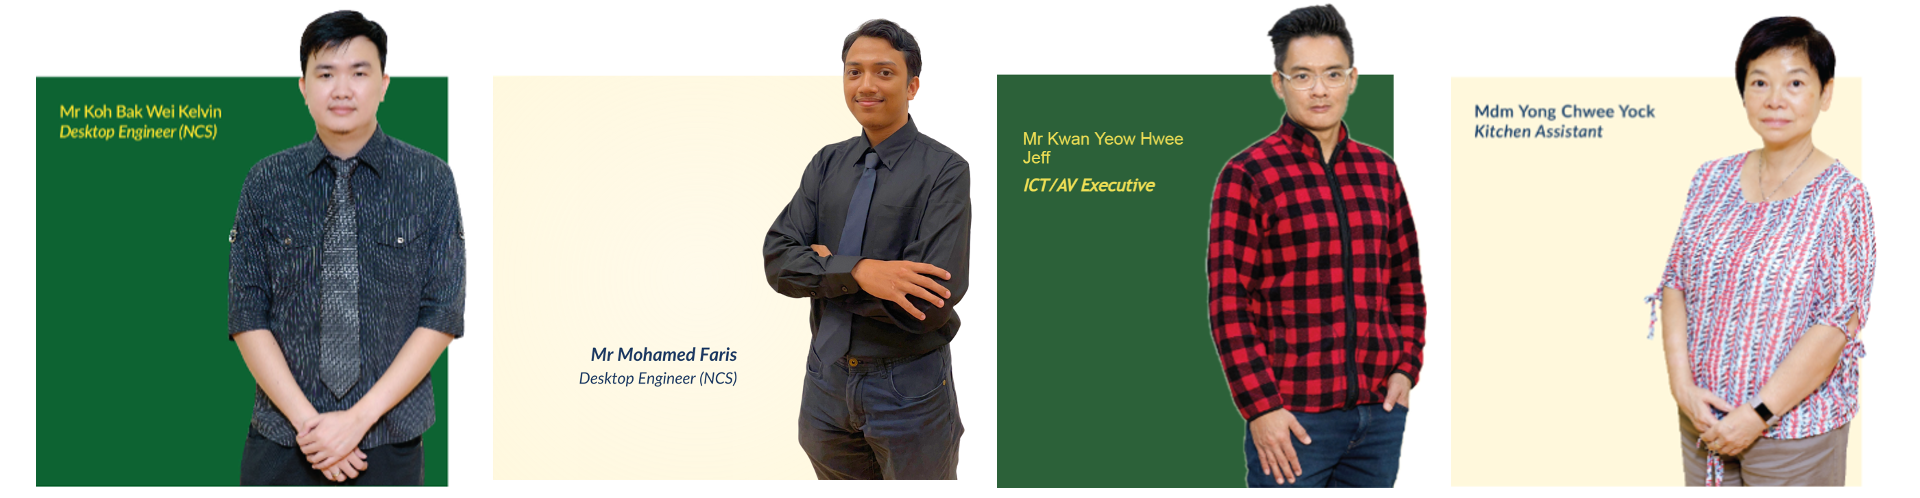 Mr Koh Bak Wei Kelvin
Desktop Engineer (NCS)
Mr Mohamed Faris
Desktop Engineer (NCS)
Mr Kwan Yeow Hwee
Jeff
ICT/AV Executive
Mdm Yong Chwee Yock
Kitchen Assistant